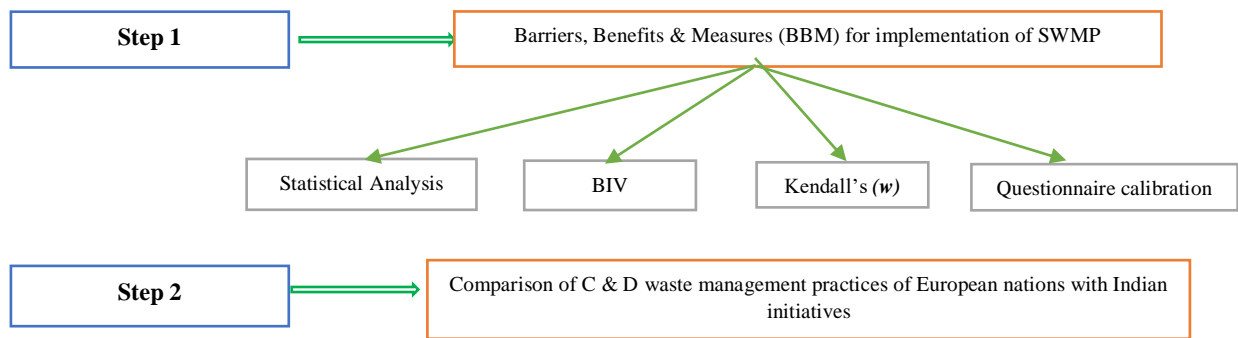 Step 1
Barriers, Benefits & Measures (BBM) for implementation of SWMP
Statistical Analysis
BIV
Kendall's (w)
Questionnaire calibration
Step 2
Comparison of C & D waste management practices of European nations with Indian
initiatives